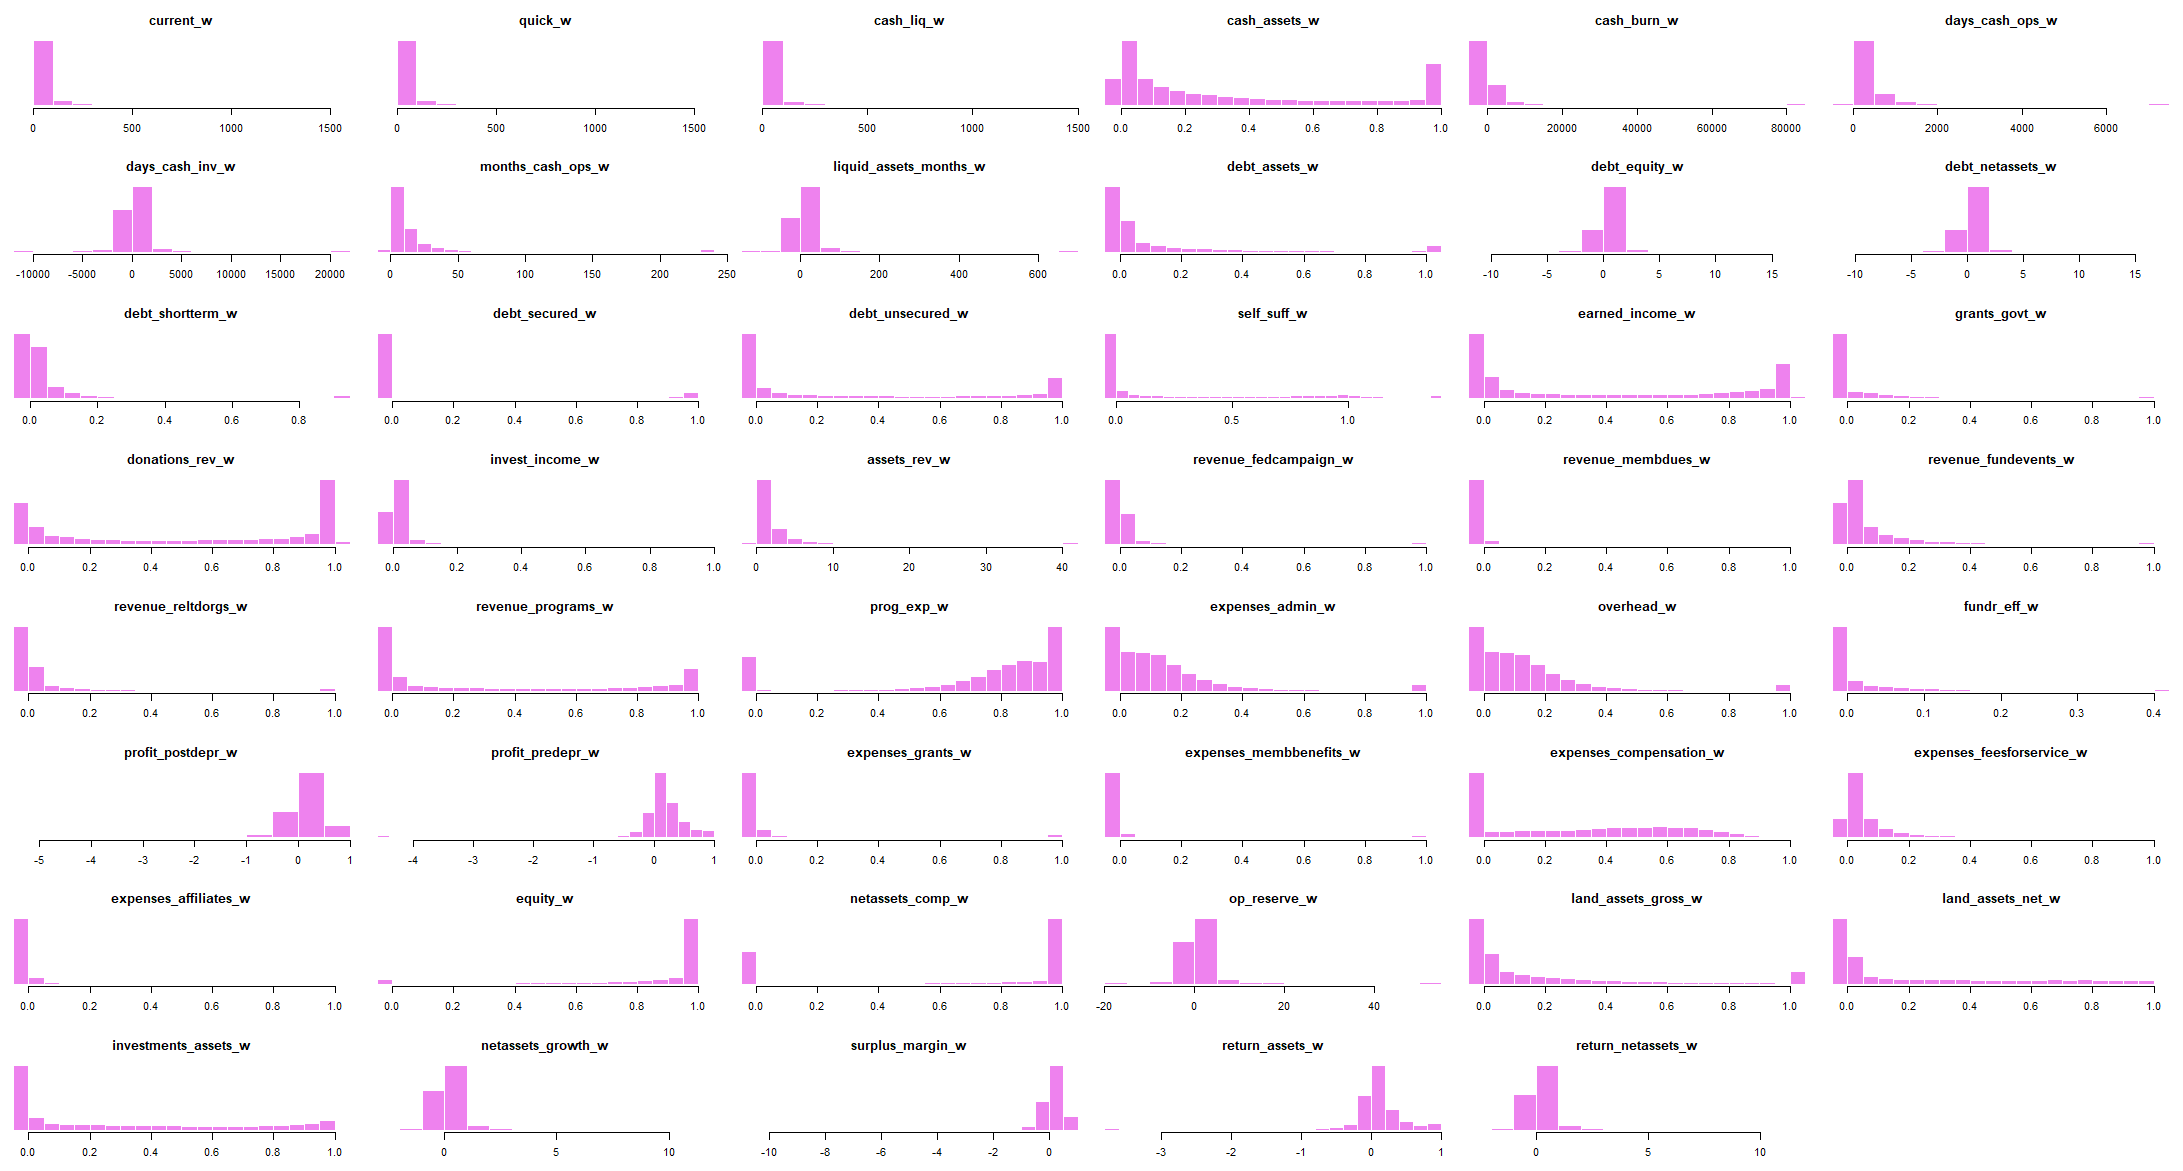 current_w quick_w cash_liq_w cash_assets_w cash_burn_w days_cash_ops_w
0 500 1000 1500 0 500 1000 1500 0 500 1000 1500 0.0 0.2 0.4 0.6 0.8 1.0 0 20000 40000 60000 80000 0 2000 4000 6000
days_cash_inv_w months_cash_ops_w liquid_assets_months_w debt_assets_w debt_equity_w debt_netassets_w
-10000 -5000 0 5000 10000 15000 20000 0 50 100 150 200 250 0 200 400 600 0.0 0.2 0.4 0.6 0.8 1.0 -10 -5 0 5 10 15 -10 -5 0 5 10 15
debt_shortterm_w debt_secured_w debt_unsecured_w self_suff_w earned_income_w grants_govt_w
0.0 0.2 0.4 0.6 0.8 0.0 0.2 0.4 0.6 0.8 1.0 0.0 0.2 0.4 0.6 0.8 1.0 0.0 0.5 1.0 0.0 0.2 0.4 0.6 0.8 1.0 0.0 0.2 0.4 0.6 0.8 1.0
donations_rev_w invest_income_w assets_rev_w revenue_fedcampaign_w revenue_membdues_w revenue_fundevents_w
0.0 0.2 0.4 0.6 0.8 1.0 0.0 0.2 0.4 0.6 0.8 1.0 0 10 20 30 40 0.0 0.2 0.4 0.6 0.8 1.0 0.0 0.2 0.4 0.6 0.8 1.0 0.0 0.2 0.4 0.6 0.8 1.0
revenue_reltdorgs_w revenue_programs_w prog_exp_w expenses_admin_w overhead_w fundr_eff_w
0.0 0.2 0.4 0.6 0.8 1.0 0.0 0.2 0.4 0.6 0.8 1.0 0.0 0.2 0.4 0.6 0.8 1.0 0.0 0.2 0.4 0.6 0.8 1.0 0.0 0.2 0.4 0.6 0.8 1.0 0.0 0.1 0.2 0.3 0.4
profit_postdepr_w profit_predepr_w expenses_grants_w expenses_membbenefits_w expenses_compensation_w expenses_feesforservice_w
-5 -4 -3 -2 -1 0 1 -4 -3 -2 -1 0 1 0.0 0.2 0.4 0.6 0.8 1.0 0.0 0.2 0.4 0.6 0.8 1.0 0.0 0.2 0.4 0.6 0.8 1.0 0.0 0.2 0.4 0.6 0.8 1.0
expenses_affiliates_w equity_w netassets_comp_w op_reserve_w land_assets_gross_w land_assets_net_w
0.0 0.2 0.4 0.6 0.8 1.0 0.0 0.2 0.4 0.6 0.8 1.0 0.0 0.2 0.4 0.6 0.8 1.0 -20 0 20 40 0.0 0.2 0.4 0.6 0.8 1.0 0.0 0.2 0.4 0.6 0.8 1.0
investments_assets_w netassets_growth_w surplus_margin_w return_assets_w return_netassets_w
0.0 0.2 0.4 0.6 0.8 1.0 0 5 10 -10 -8 -6 -4 -2 0 -3 -2 -1 0 1 0 5 10